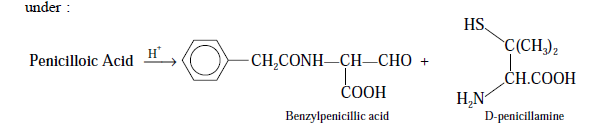 under :
Penicilloic Acid H⁺ CH₂CONH—CH—CHO + HS C(CH₃)₂
COOH CH.COOH
H₂N
Benzylpenicillic acid D-penicillamine